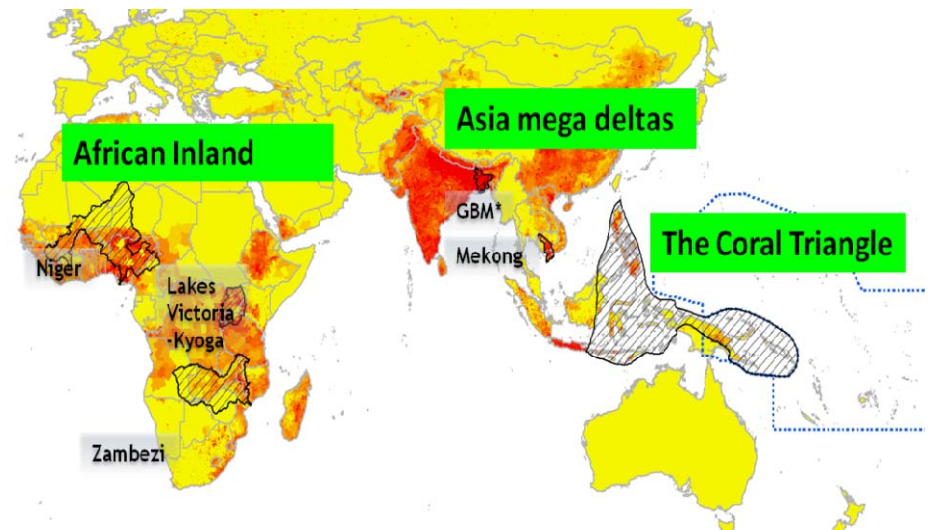 African Inland
Asia mega deltas
The Coral Triangle
Niger
Lakes
Victoria
-Kyoga
Zambezi
GBM*
Mekong